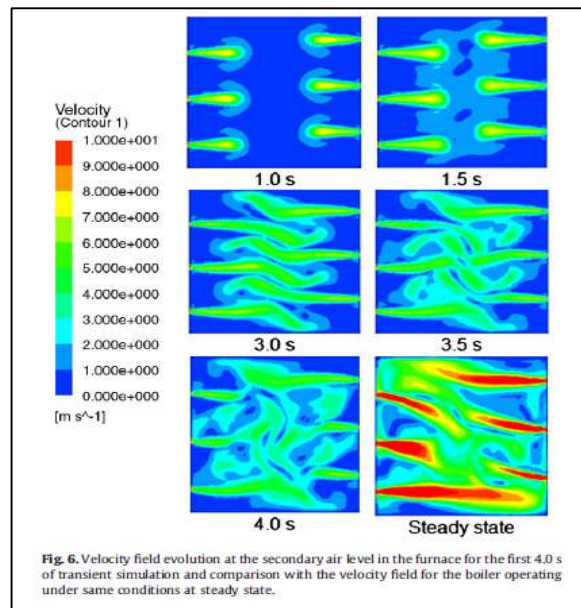 1.0 s
1.5 s
Velocity
(Contour 1)
1.000e+001
9.000e+000
8.000e+000
7.000e+000
6.000e+000
5.000e+000
4.000e+000
3.000e+000
2.000e+000
1.000e+000
0.000e+000
[m s^-1]
3.0 s
3.5 s
4.0 s
Steady state
Fig. 6. Velocity field evolution at the secondary air level in the furnace for the first 4.0 s
of transient simulation and comparison with the velocity field for the boiler operating
under same conditions at steady state.